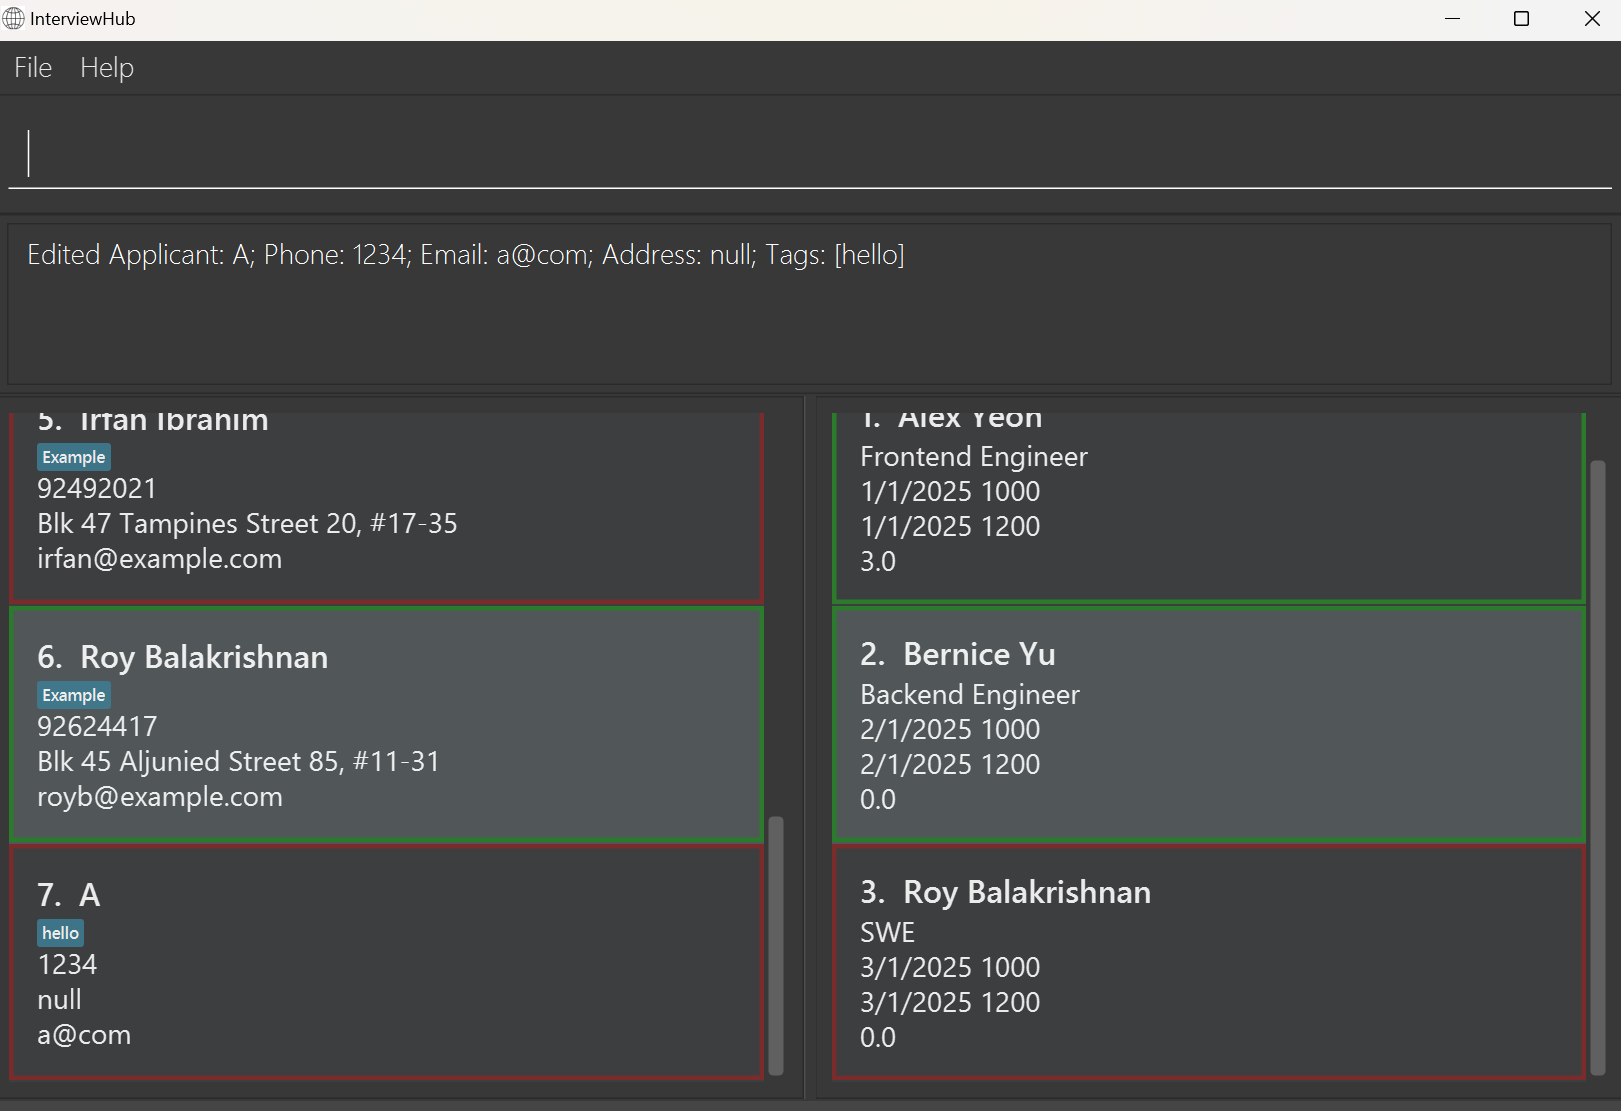 InterviewHub
File Help
Edited Applicant: A; Phone: 1234; Email: a@com; Address: null; Tags: [hello]
5. Irfan Ibrahim
Example
92492021
Blk 47 Tampines Street 20, #17-35
irfan@example.com
6. Roy Balakrishnan
Example
92624417
Blk 45 Aljunied Street 85, #11-31
royb@example.com
7. A
hello
1234
null
a@com
1. Alex Yeoh
Frontend Engineer
1/1/2025 1000
1/1/2025 1200
3.0
2. Bernice Yu
Backend Engineer
2/1/2025 1000
2/1/2025 1200
0.0
3. Roy Balakrishnan
SWE
3/1/2025 1000
3/1/2025 1200
0.0